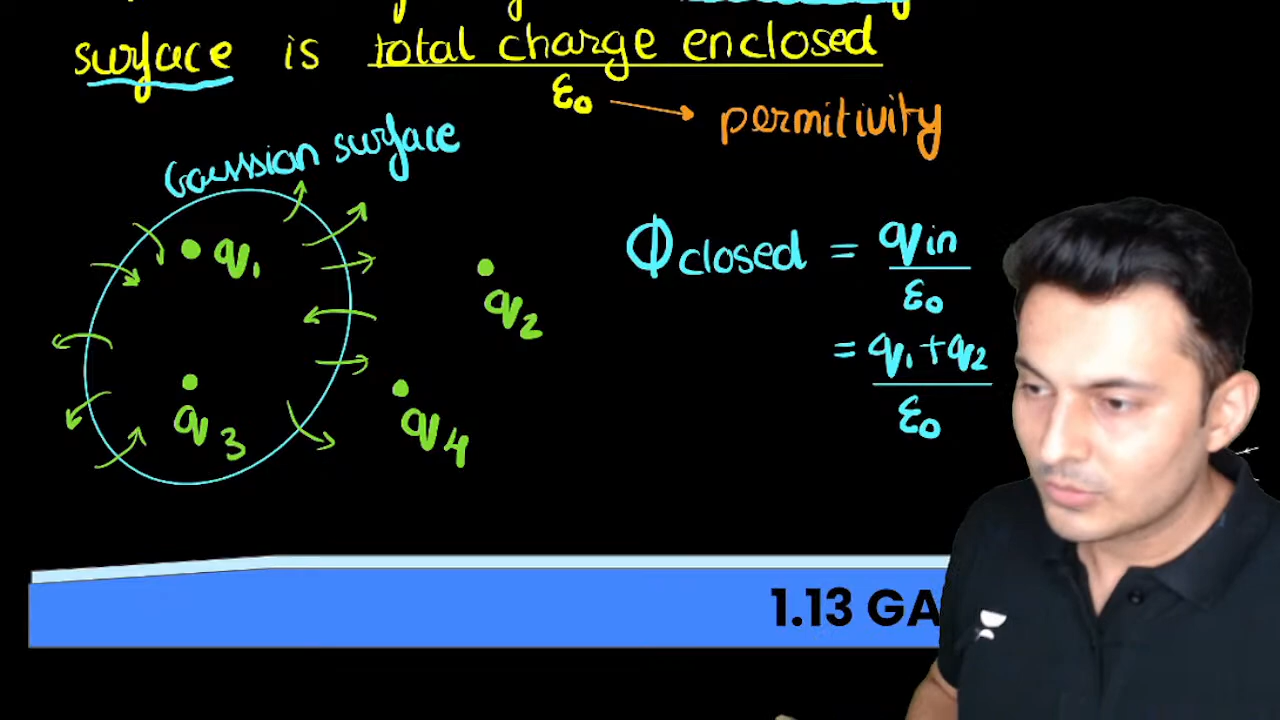 surface is total charge enclosed
ε₀ → permitivity
Gaussian surface
q₁
q₂
q₃
q₄
Φclosed = qin
ε₀
= q₁+q₂
ε₀
1.13 GA